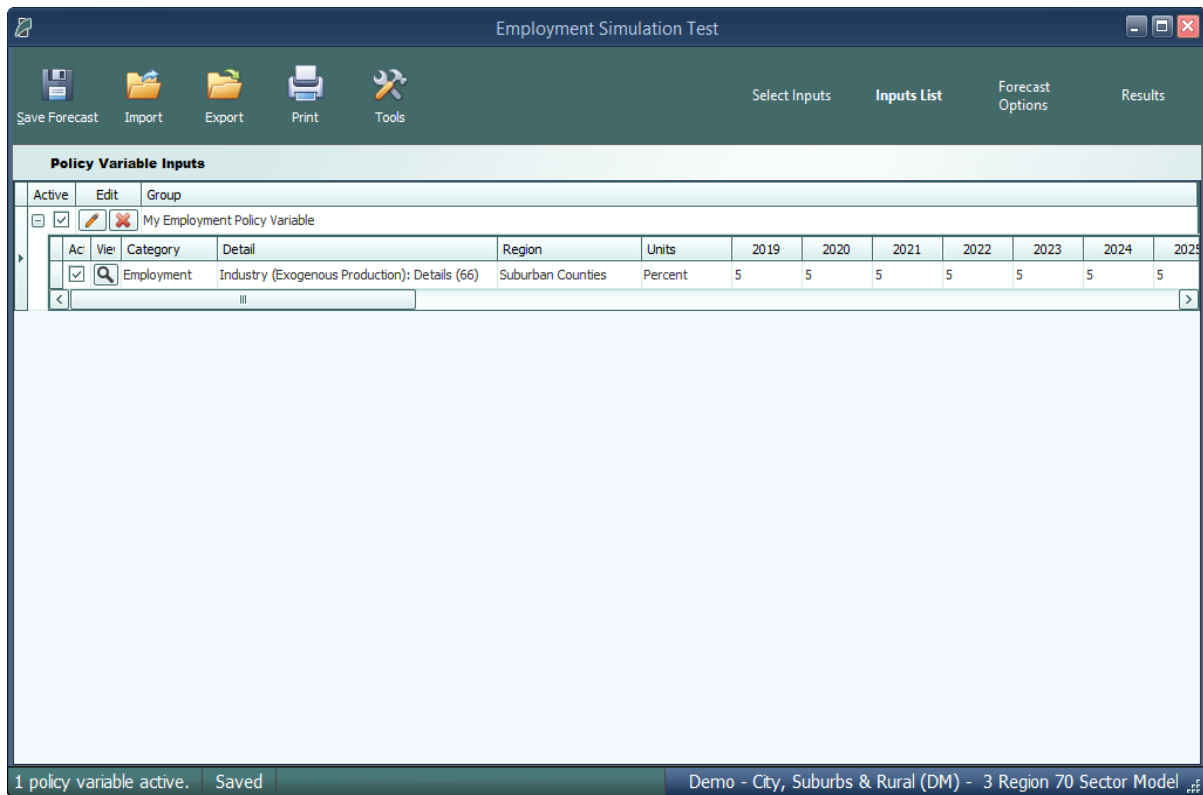 Employment Simulation Test
Save Forecast Import Export Print Tools Select Inputs Inputs List Forecast Options Results
Policy Variable Inputs
Active Edit Group
My Employment Policy Variable
Act Vie Category Detail Region Units 2019 2020 2021 2022 2023 2024 2025
Employment Industry (Exogenous Production): Details (66) Suburban Counties Percent 5 5 5 5 5 5 5
1 policy variable active. Saved Demo - City, Suburbs & Rural (DM) - 3 Region 70 Sector Model